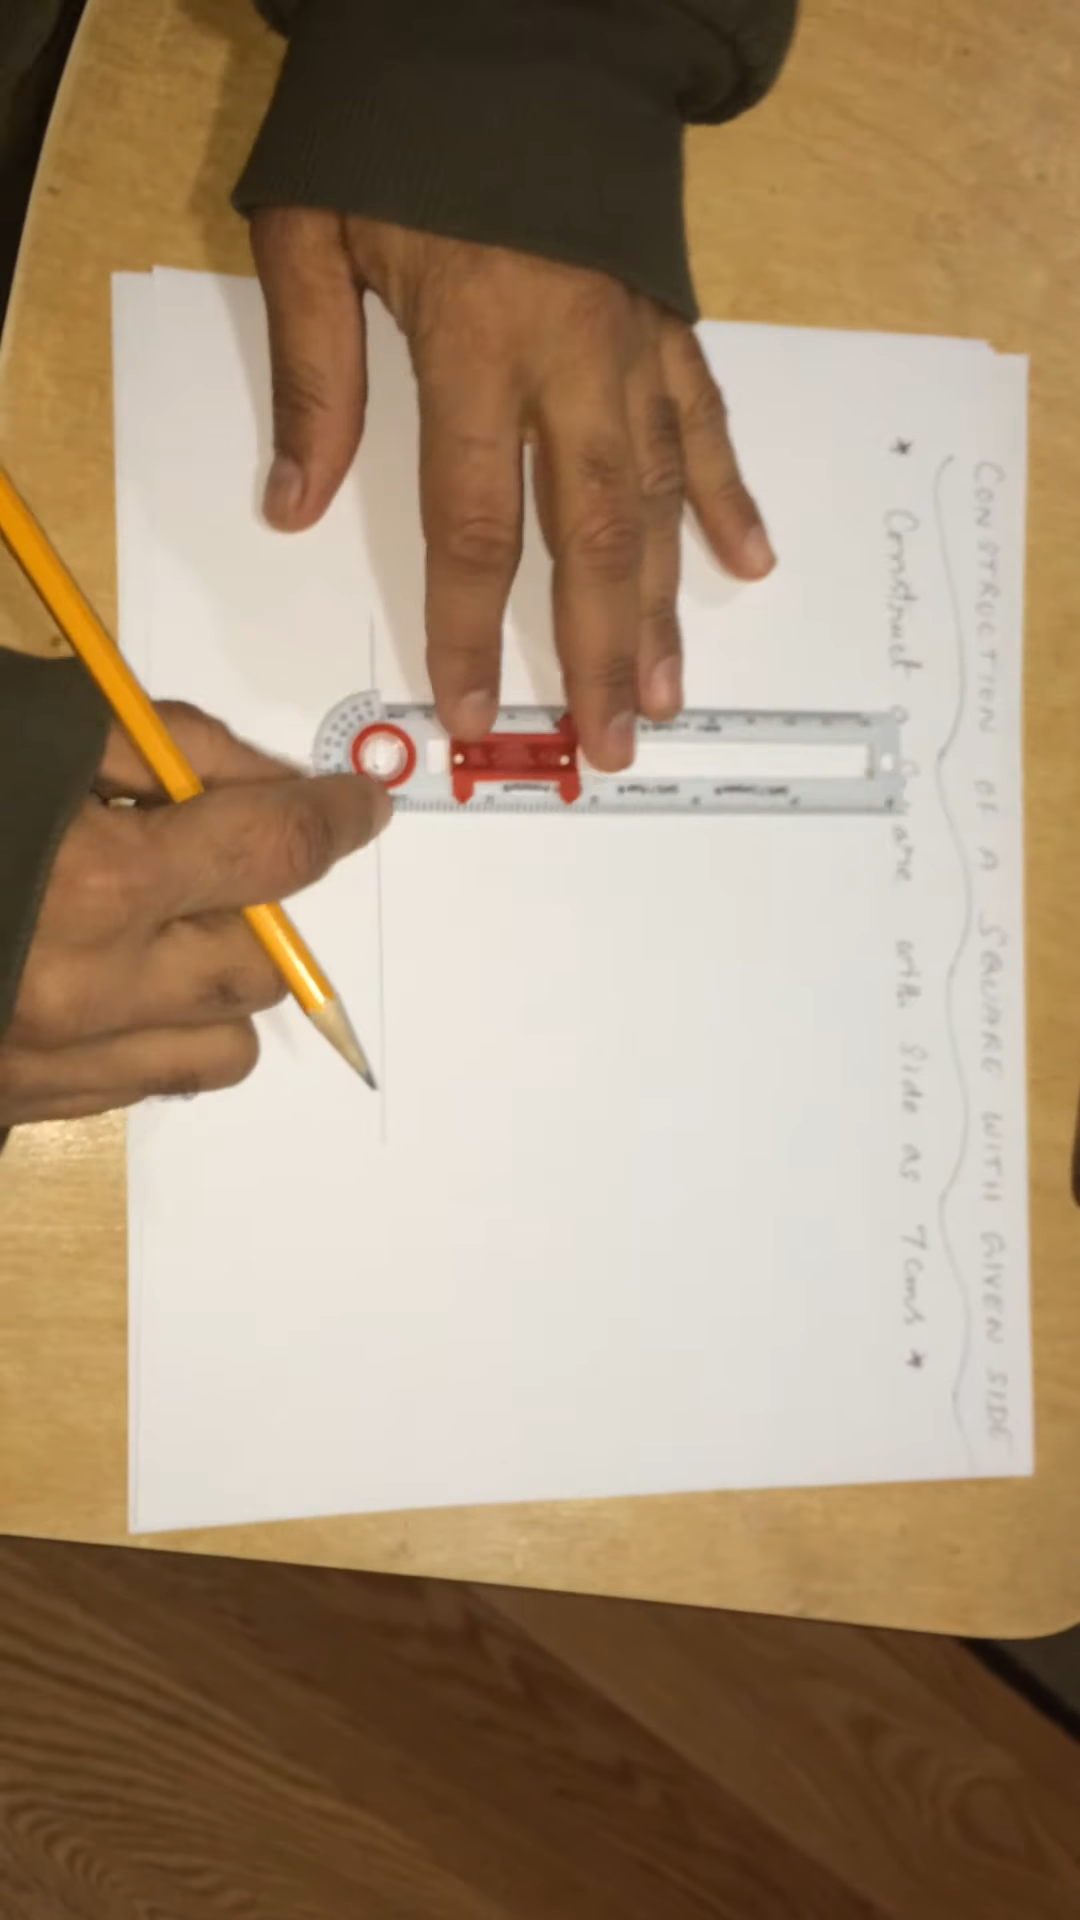 CONSTRUCTION OF A SQUARE WITH GIVEN SIDE
* Construct a Square with side as 7cms *